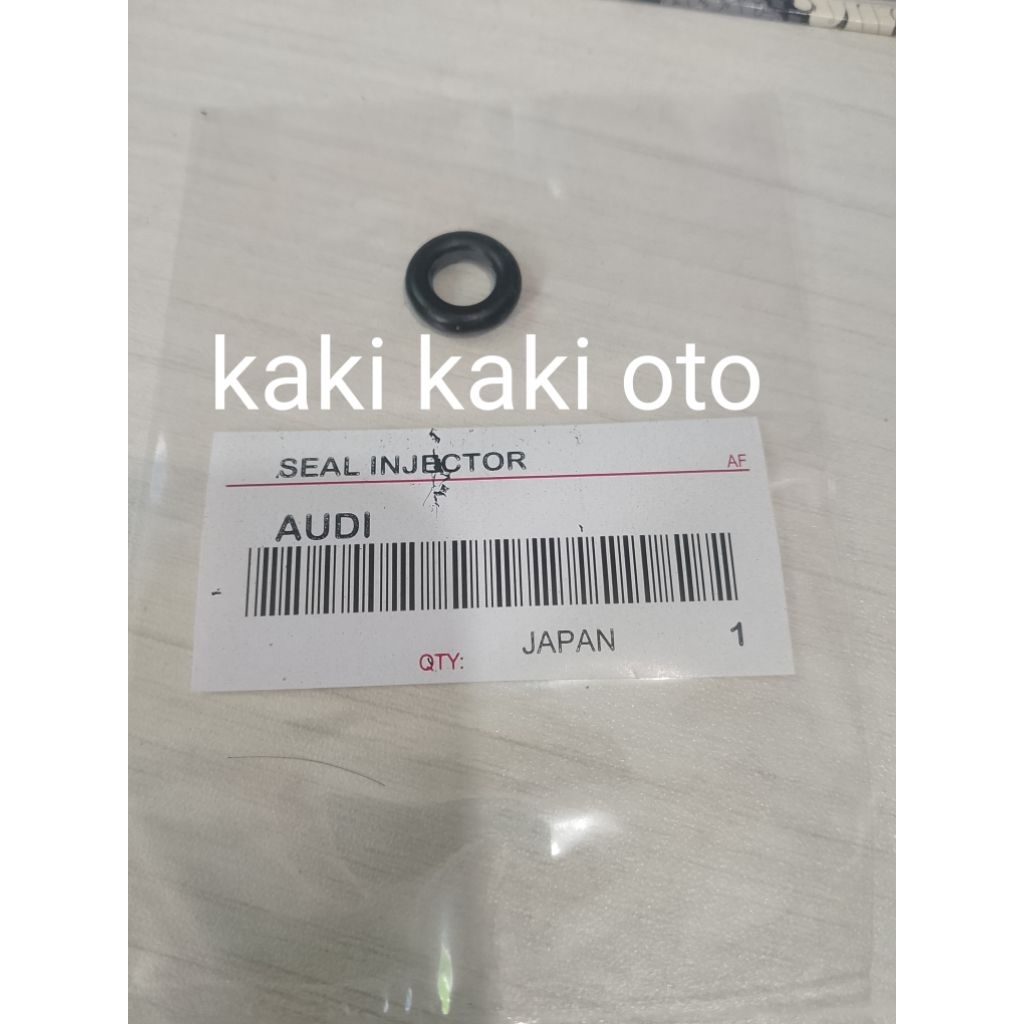 kaki kaki oto
SEAL INJECTOR
AF
AUDI
JAPAN
1
QTY: